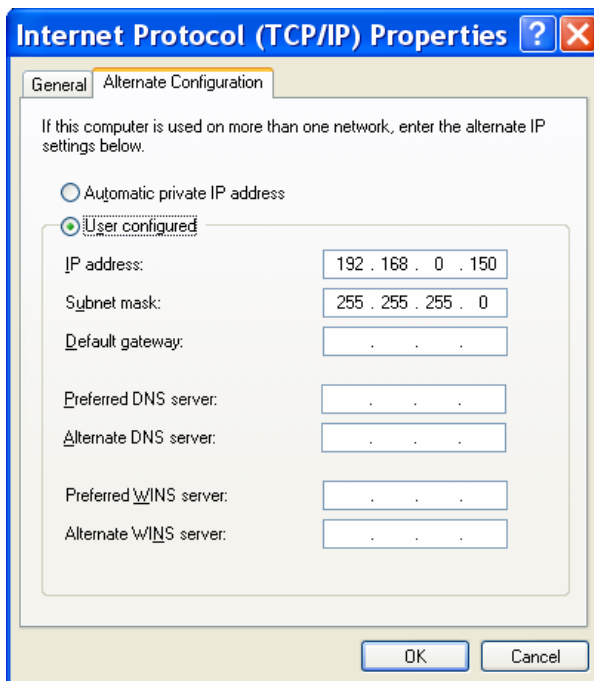 Internet Protocol (TCP/IP) Properties ? X
General Alternate Configuration
If this computer is used on more than one network, enter the alternate IP
settings below.
Automatic private IP address
User configured
IP address: 192 . 168 . 0 . 150
Subnet mask: 255 . 255 . 255 . 0
Default gateway: . . .
Preferred DNS server: . . .
Alternate DNS server: . . .
Preferred WINS server: . . .
Alternate WINS server: . . .
OK Cancel